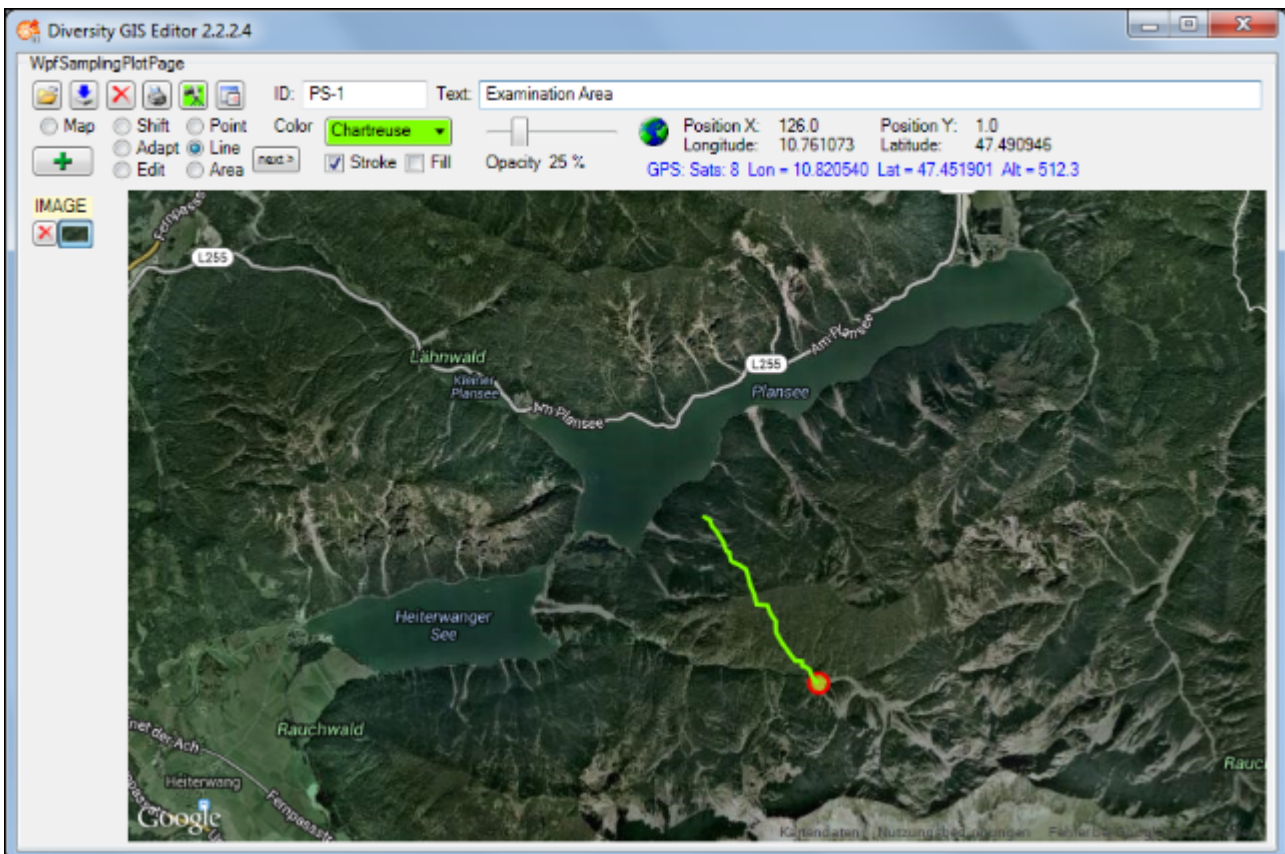 Diversity GIS Editor 2.2.2.4
WpfSamplingPlotPage
ID: PS-1 Text: Examination Area
Map Shift Point Color Chartreuse Position X: 126.0 Position Y: 1.0
Adapt Line Longitude: 10.761073 Latitude: 47.490946
Edit Area next > Stroke Fill Opacity 25 %
GPS: Sats: 8 Lon = 10.820540 Lat = 47.451901 Alt = 512.3
IMAGE
L255
Lähnwald
Kleiner
Plansee
Am Plansee
L255
Am Plansee
Plansee
Heiterwanger
See
Rauchwald
Heiterwang
Google
Kartendaten Nutzungsbedingungen